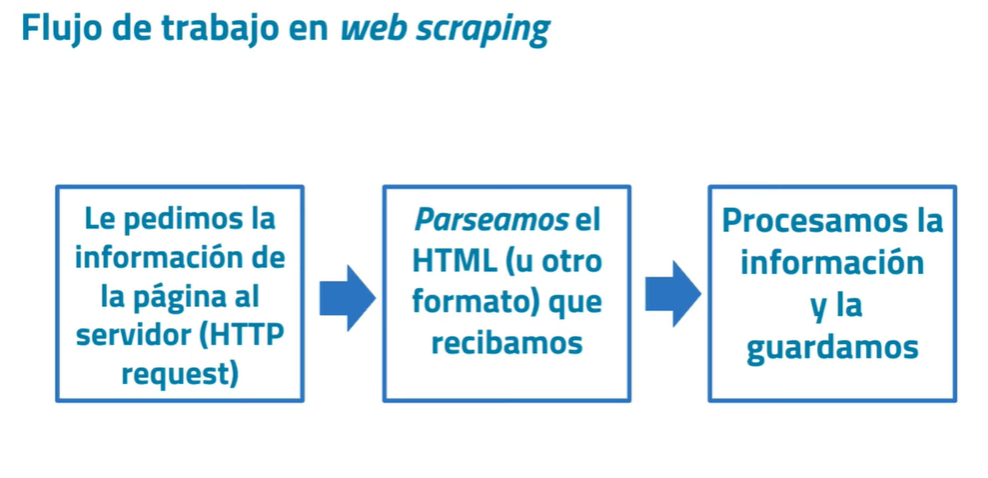 Flujo de trabajo en web scraping
Le pedimos la
información de
la página al
servidor (HTTP
request)
Parseamos el
HTML (u otro
formato) que
recibamos
Procesamos la
información
y la
guardamos